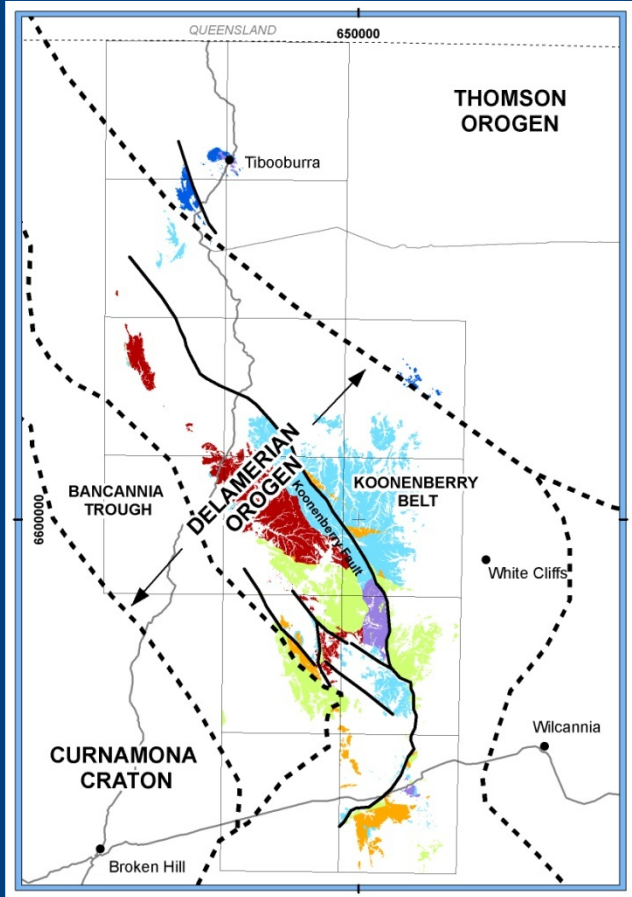 QUEENSLAND
650000
THOMSON
OROGEN
Tibooburra
DELAMERIAN
OROGEN
Koonenberry Fault
KOONENBERRY
BELT
BANCANNIA
TROUGH
6600000
White Cliffs
Wilcannia
CURNAMONA
CRATON
Broken Hill